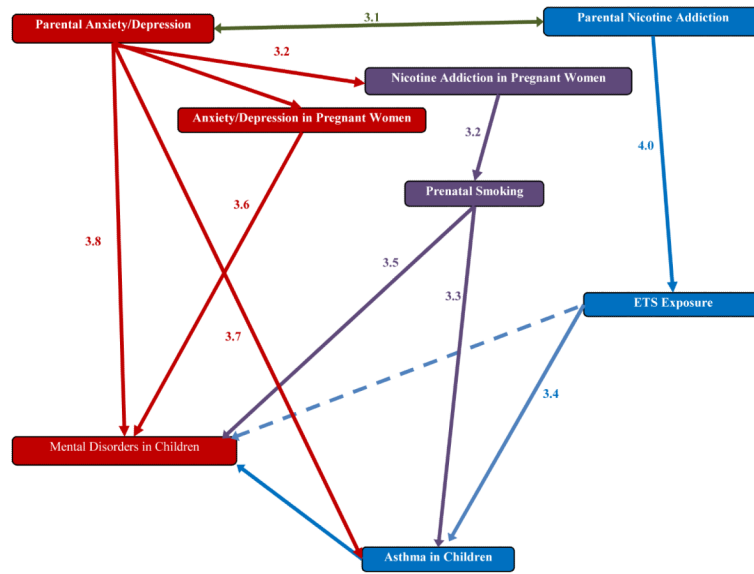 3.1
Parental Anxiety/Depression
Parental Nicotine Addiction
3.2
Nicotine Addiction in Pregnant Women
Anxiety/Depression in Pregnant Women
3.2
4.0
Prenatal Smoking
3.6
3.8
3.5
3.3
ETS Exposure
3.7
3.4
Mental Disorders in Children
Asthma in Children